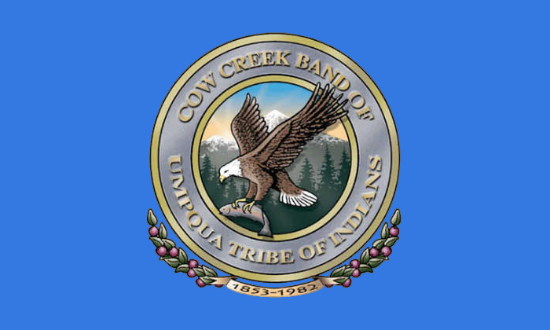 COW CREEK BAND OF
UMPQUA TRIBE OF INDIANS
1853-1982